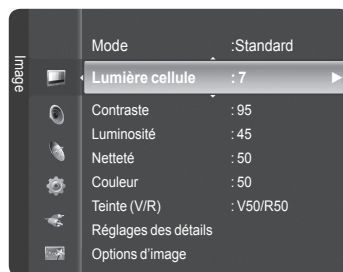 Image
Mode :Standard
Lumière cellule : 7
Contraste : 95
Luminosité : 45
Netteté : 50
Couleur : 50
Teinte (V/R) : V50/R50
Réglages des détails
Options d'image